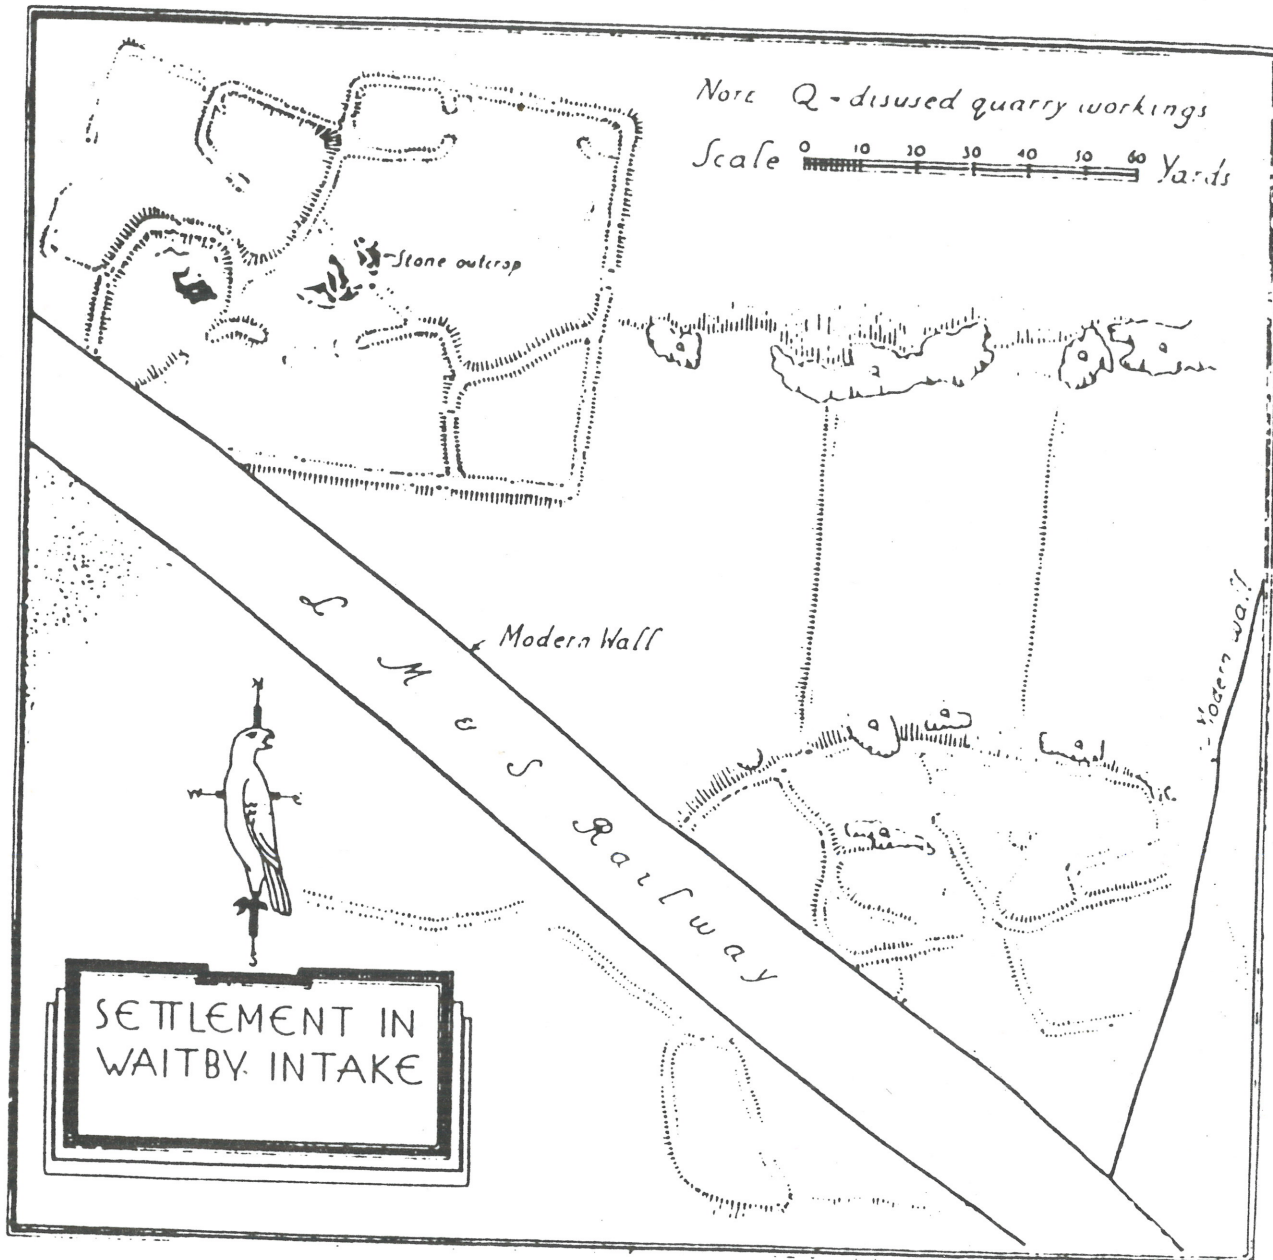 Note Q - disused quarry workings
Scale 0 10 20 30 40 50 60 Yards
Stone outcrop
Q
Q
Q
Q
Modern Wall
Modern Wall
L M & S Railway
Q
Q
Q
Q
N
W E
S
SETTLEMENT IN
WAITBY INTAKE